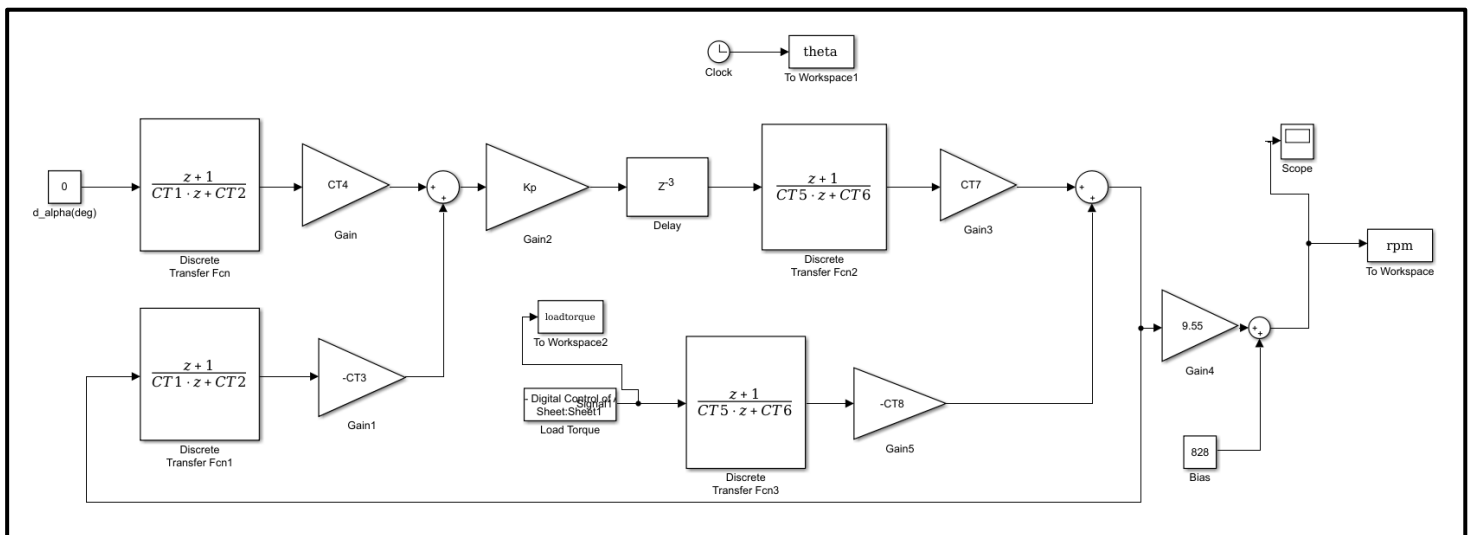 theta
Clock
To Workspace1
0
d_alpha(deg)
z + 1
CT1 · z + CT2
Discrete
Transfer Fcn
CT4
Gain
+
+
Kp
Gain2
Z-3
Delay
z + 1
CT5 · z + CT6
Discrete
Transfer Fcn2
CT7
Gain3
+
+
Scope
rpm
To Workspace
z + 1
CT1 · z + CT2
Discrete
Transfer Fcn1
-CT3
Gain1
loadtorque
To Workspace2
- Digital Control of
Signal1
Sheet:Sheet1
Load Torque
z + 1
CT5 · z + CT6
Discrete
Transfer Fcn3
-CT8
Gain5
9.55
Gain4
+
+
828
Bias